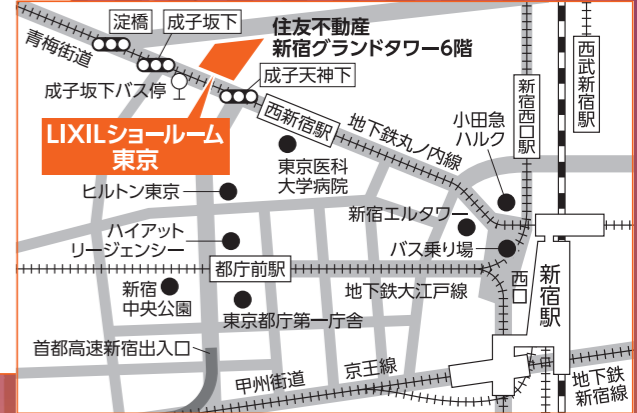 淀橋
成子坂下
青梅街道
住友不動産
新宿グランドタワー6階
成子坂下バス停
成子天神下
LIXILショールーム
東京
西新宿駅
地下鉄丸ノ内線
小田急
ハルク
新宿西口駅
西武新宿駅
東京医科
大学病院
ヒルトン東京
新宿エルタワー
ハイアット
リージェンシー
バス乗り場
都庁前駅
地下鉄大江戸線
西口
新宿駅
新宿
中央公園
東京都庁第一庁舎
首都高速新宿出入口
甲州街道
京王線
地下鉄
新宿線